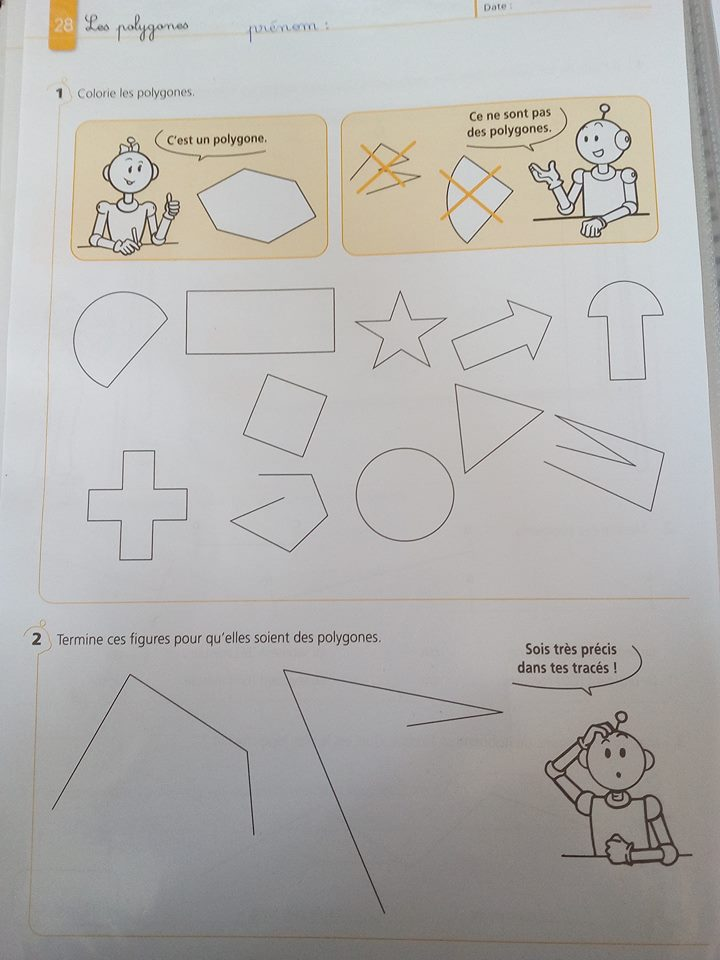 Date :
28 Les polygones prénom :
1 Colorie les polygones.
C'est un polygone.
Ce ne sont pas
des polygones.
2 Termine ces figures pour qu'elles soient des polygones.
Sois très précis
dans tes tracés !